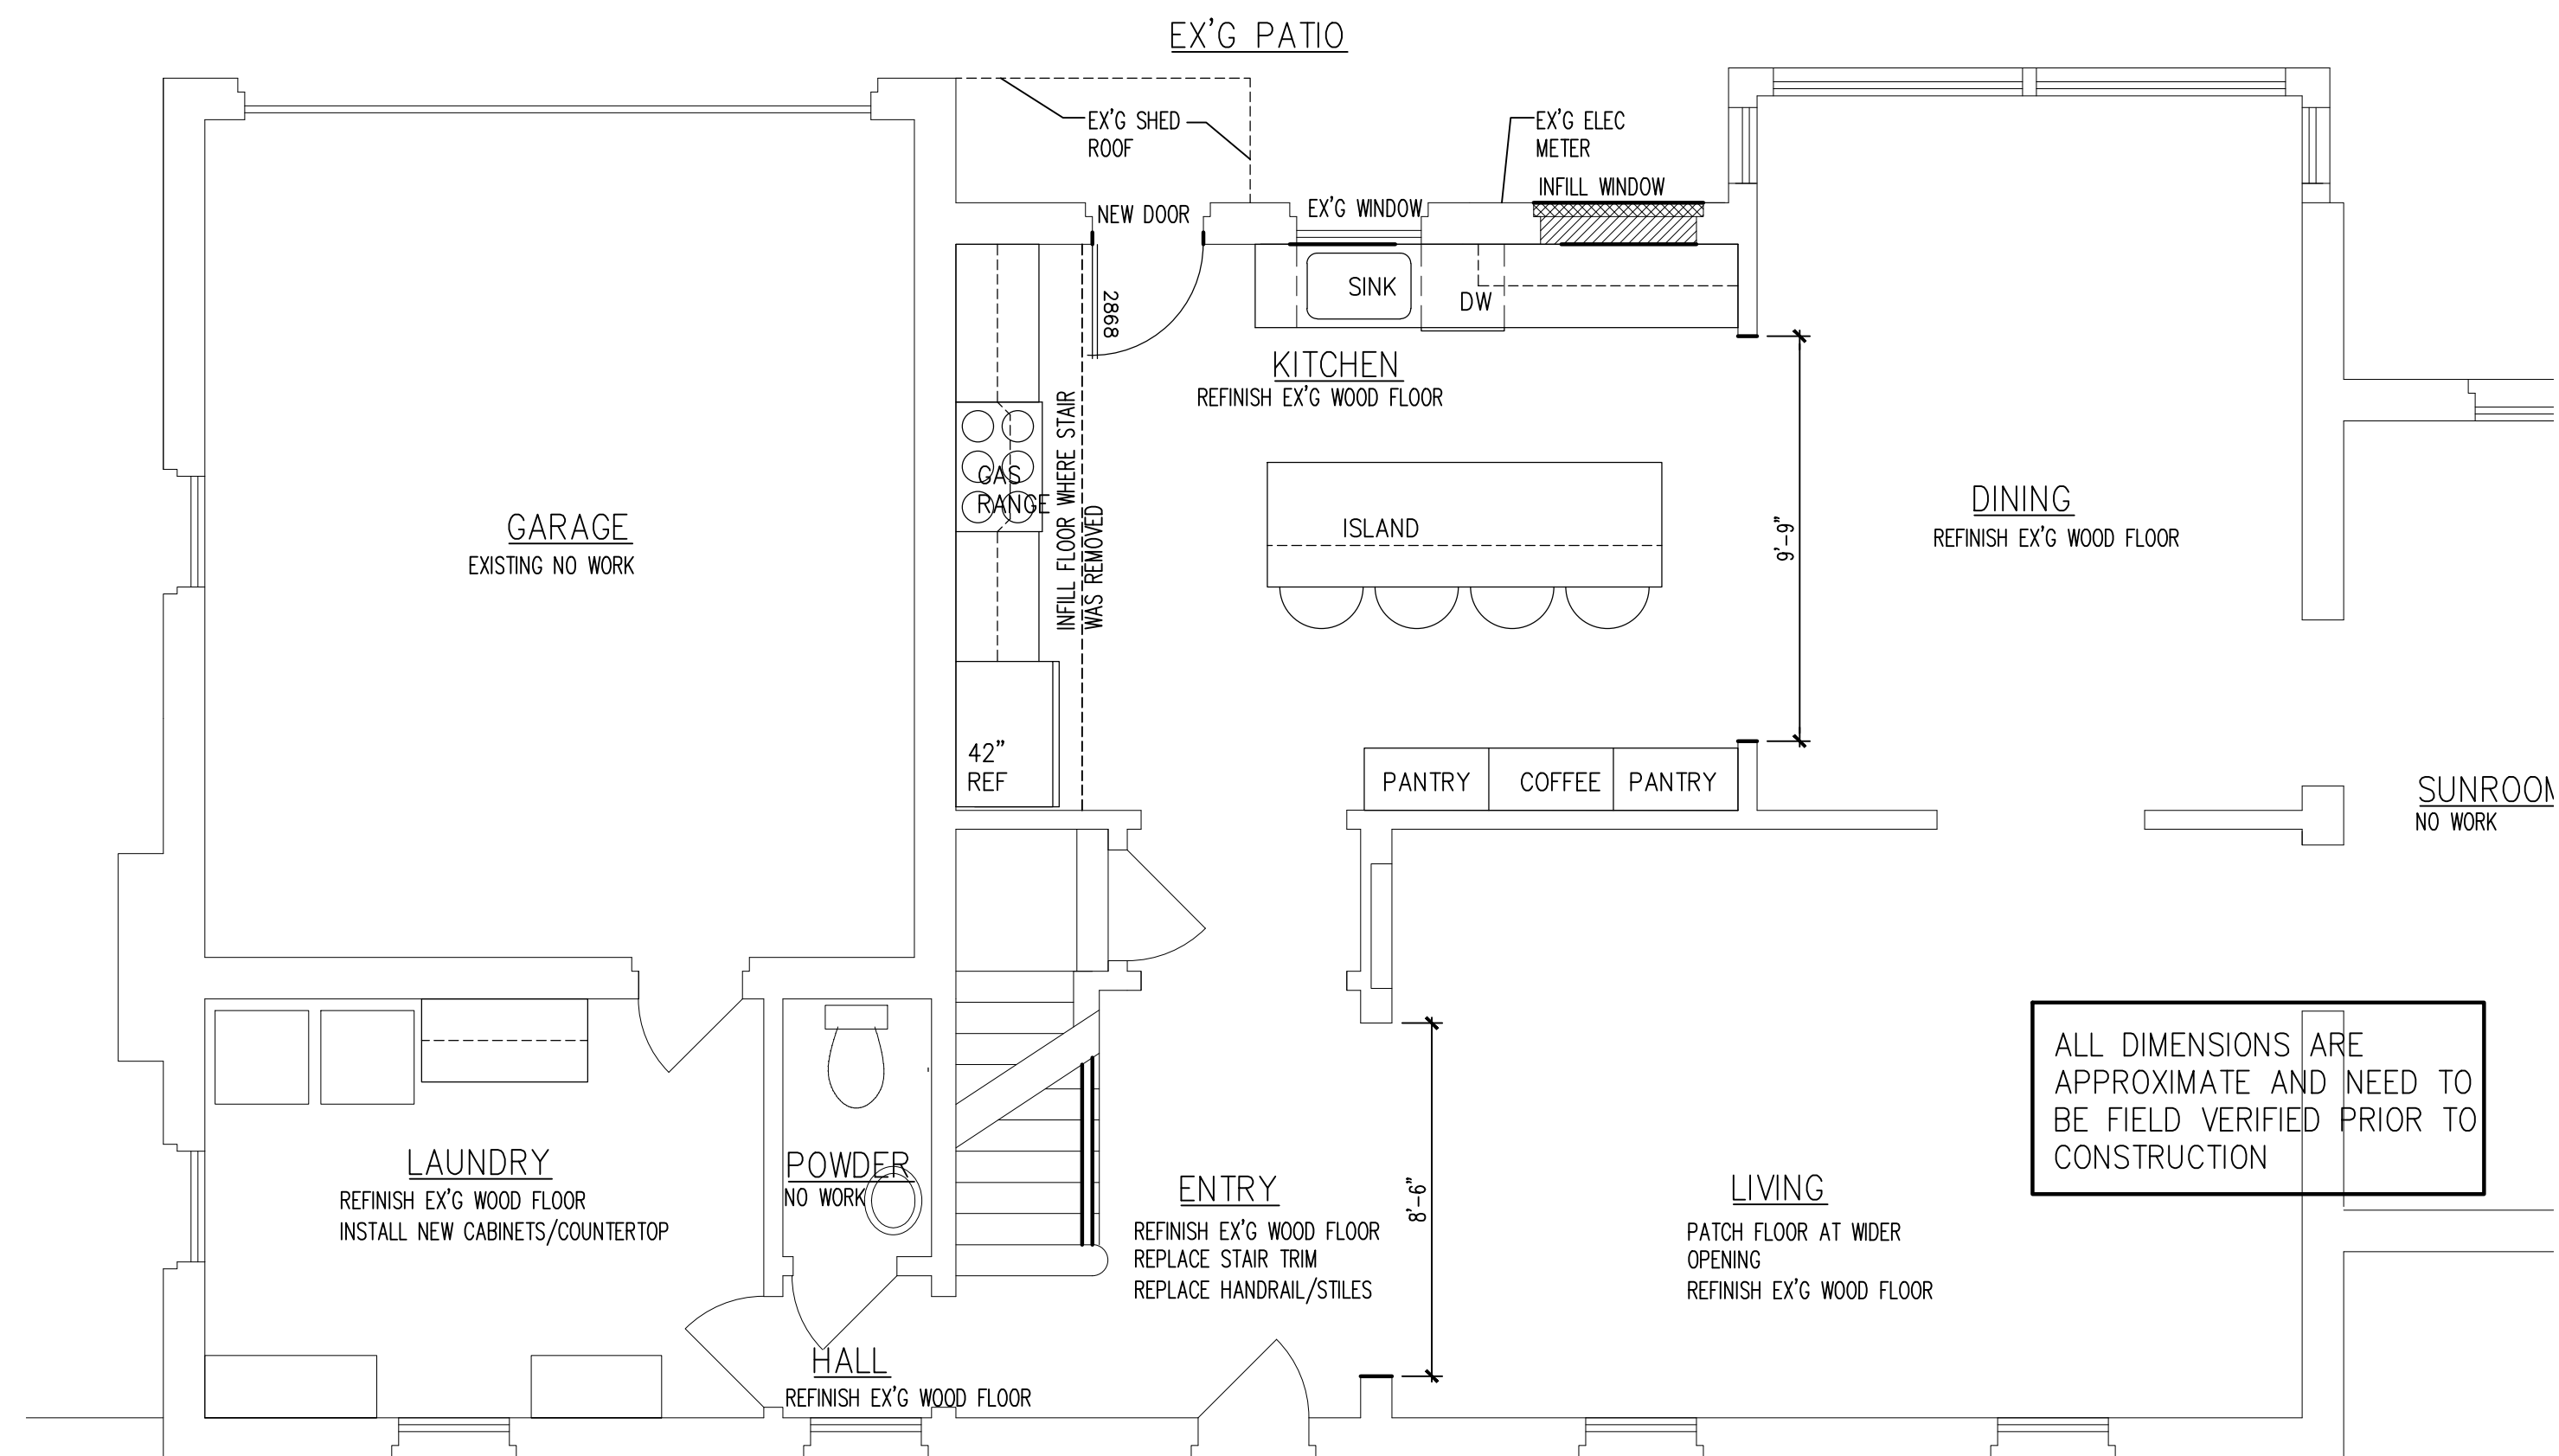 EX'G PATIO
EX'G SHED
ROOF
EX'G ELEC
METER
INFILL WINDOW
NEW DOOR
EX'G WINDOW
2868
SINK
DW
KITCHEN
REFINISH EX'G WOOD FLOOR
INFILL FLOOR WHERE STAIR
WAS REMOVED
GAS
RANGE
ISLAND
9'-9"
DINING
REFINISH EX'G WOOD FLOOR
GARAGE
EXISTING NO WORK
42"
REF
PANTRY
COFFEE
PANTRY
SUNROOM
NO WORK
ALL DIMENSIONS ARE
APPROXIMATE AND NEED TO
BE FIELD VERIFIED PRIOR TO
CONSTRUCTION
LAUNDRY
REFINISH EX'G WOOD FLOOR
INSTALL NEW CABINETS/COUNTERTOP
POWDER
NO WORK
ENTRY
REFINISH EX'G WOOD FLOOR
REPLACE STAIR TRIM
REPLACE HANDRAIL/STILES
8'-6"
LIVING
PATCH FLOOR AT WIDER
OPENING
REFINISH EX'G WOOD FLOOR
HALL
REFINISH EX'G WOOD FLOOR